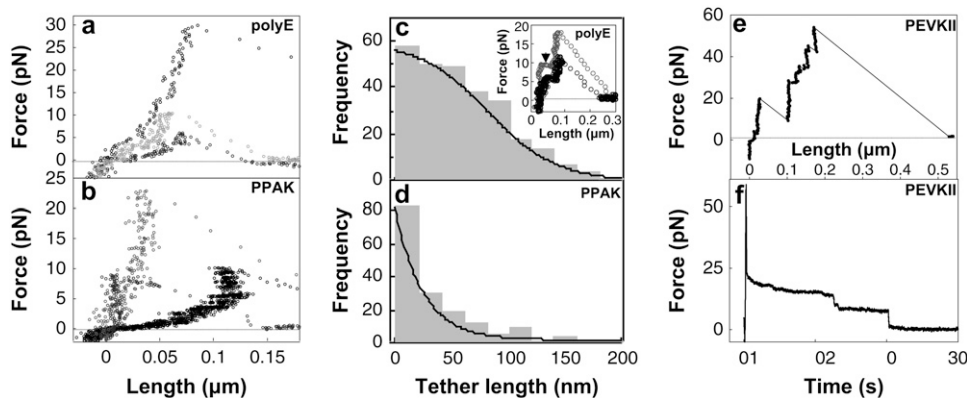 a
polyE
Force (pN)
30
25
20
15
10
5
0
25
b
PPAK
Force (pN)
20
15
10
5
0
0
0.05
0.1
0.15
Length (µm)
c
polyE
Frequency
60
40
20
0
Force (pN)
20
15
10
5
0
0
0.1
0.2
0.3
Length (µm)
d
PPAK
Frequency
80
60
40
20
0
0
50
100
150
200
Tether length (nm)
e
PEVKII
Force (pN)
60
40
20
0
Length (µm)
0
0.1
0.2
0.3
0.4
0.5
f
PEVKII
Force (pN)
50
25
0
01
02
0
30
Time (s)